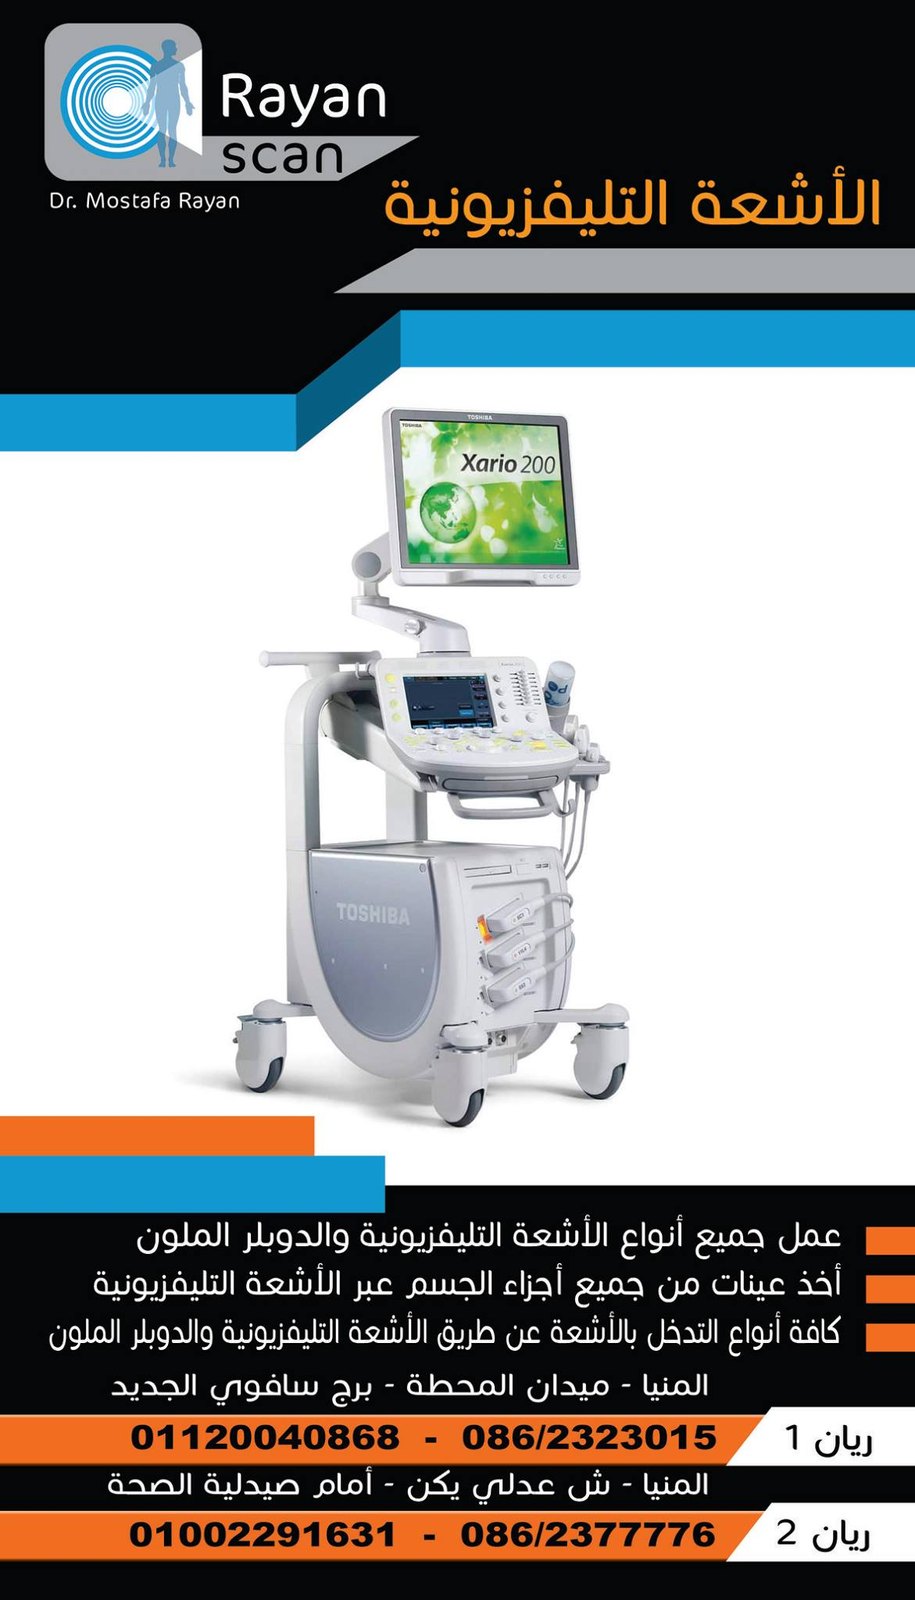 Rayan
scan
Dr. Mostafa Rayan
الأشعة التليفزيونية
TOSHIBA
TOSHIBA
Xario 200
TOSHIBA
عمل جميع أنواع الأشعة التليفزيونية والدوبلر الملون
أخذ عينات من جميع أجزاء الجسم عبر الأشعة التليفزيونية
كافة أنواع التدخل بالأشعة عن طريق الأشعة التليفزيونية والدوبلر الملون
المنيا - ميدان المحطة - برج سافوي الجديد
ريان 1
01120040868 - 086/2323015
المنيا - ش عدلي يكن - أمام صيدلية الصحة
ريان 2
01002291631 - 086/2377776